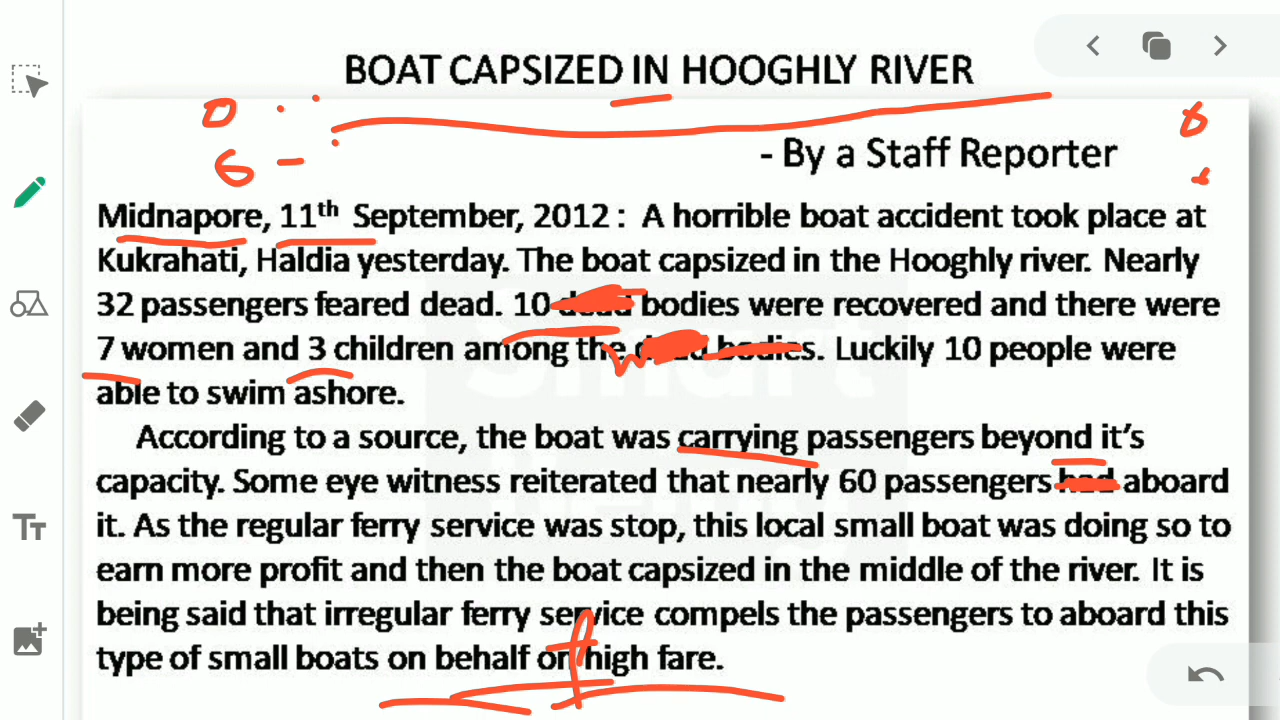 BOAT CAPSIZED IN HOOGHLY RIVER
- By a Staff Reporter
Midnapore, 11th September, 2012 : A horrible boat accident took place at
Kukrahati, Haldia yesterday. The boat capsized in the Hooghly river. Nearly
32 passengers feared dead. 10 dead bodies were recovered and there were
7 women and 3 children among the dead bodies. Luckily 10 people were
able to swim ashore.
According to a source, the boat was carrying passengers beyond it's
capacity. Some eye witness reiterated that nearly 60 passengers had aboard
it. As the regular ferry service was stop, this local small boat was doing so to
earn more profit and then the boat capsized in the middle of the river. It is
being said that irregular ferry service compels the passengers to aboard this
type of small boats on behalf on high fare.